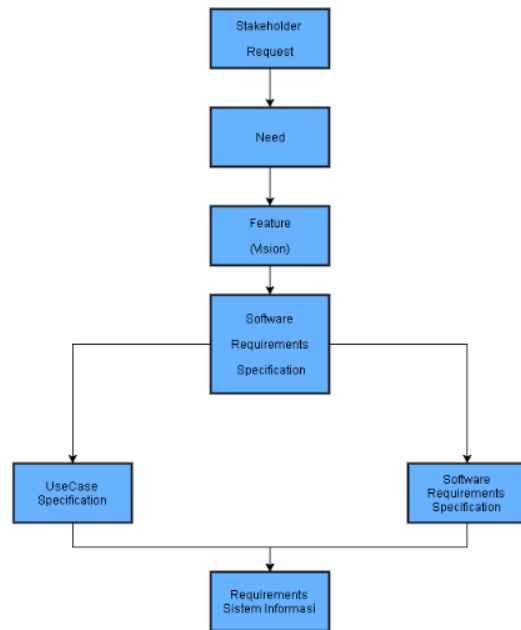 Stakeholder
Request
Need
Feature
(Vision)
Software
Requirements
Specification
UseCase
Specification
Software
Requirements
Specification
Requirements
Sistem Informasi